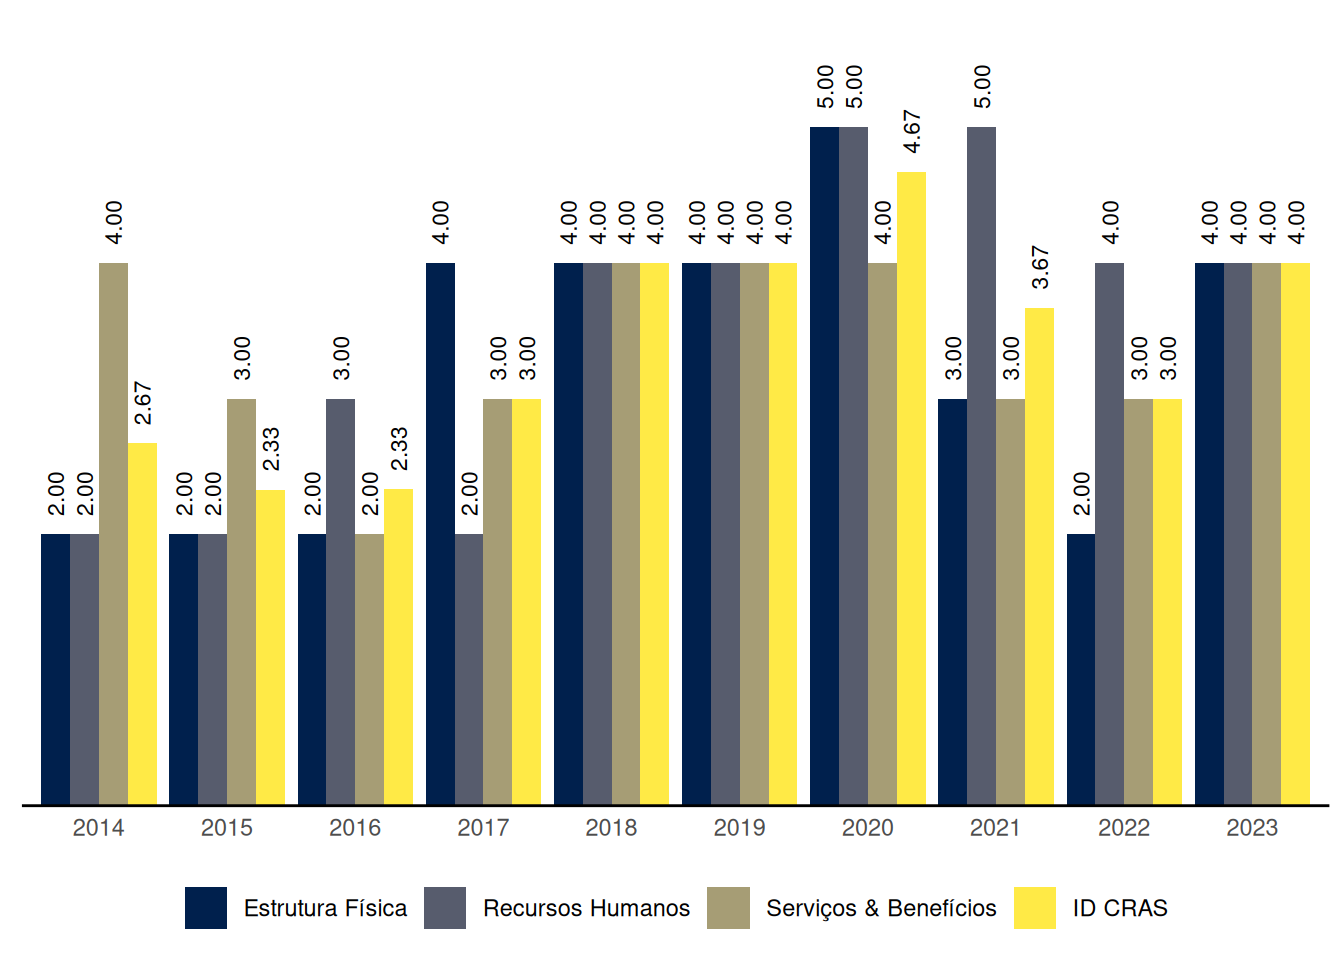 5.00 5.00 5.00
4.67
4.00 4.00 4.00 4.00 4.00 4.00 4.00 4.00 4.00 4.00 4.00 4.00 4.00 4.00 4.00 4.00
3.67
3.00 3.00 3.00 3.00 3.00 3.00 3.00 3.00
2.67
2.33 2.33
2.00 2.00 2.00 2.00 2.00 2.00 2.00 2.00
2014 2015 2016 2017 2018 2019 2020 2021 2022 2023
Estrutura Física Recursos Humanos Serviços & Benefícios ID CRAS